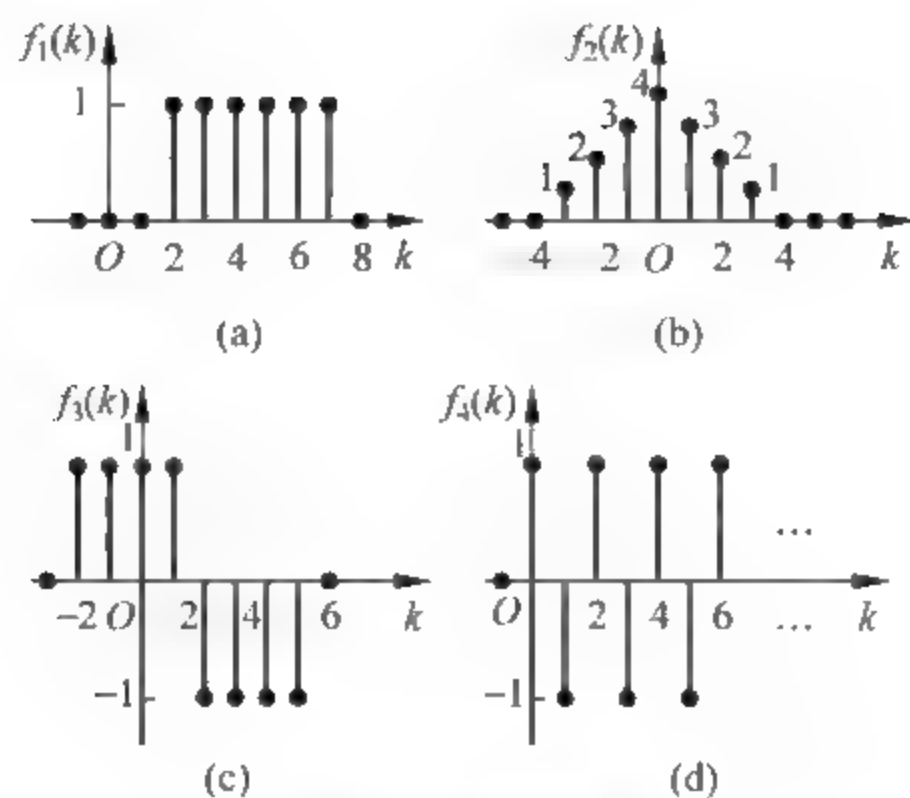 f₁(k) 1 O 2 4 6 8 k
(a)
f₂(k) 4 3 3 2 2 1 1 4 2 O 2 4 k
(b)
f₃(k) 1 -2 O 2 4 6 k -1
(c)
f₄(k) 1 O 2 4 6 ... ... k -1
(d)